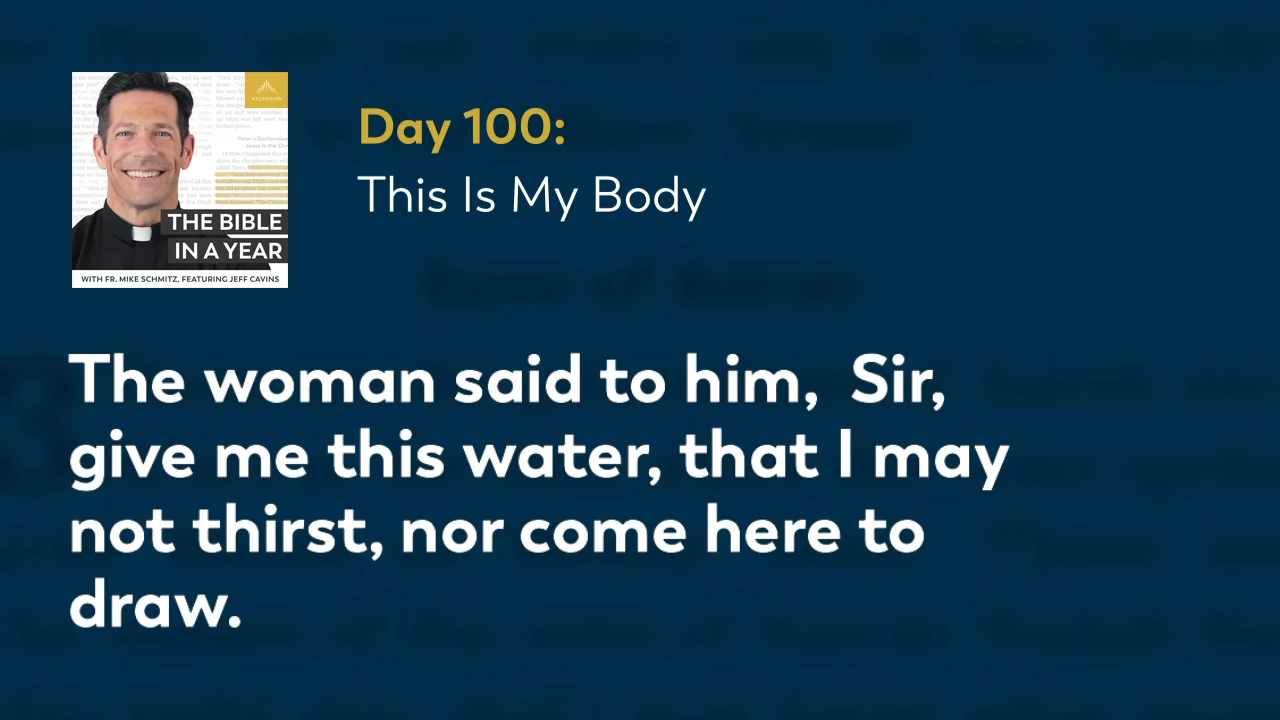 ASCENSION
THE BIBLE
IN A YEAR
WITH FR. MIKE SCHMITZ, FEATURING JEFF CAVINS
Day 100:
This Is My Body
The woman said to him,  Sir,
give me this water, that I may
not thirst, nor come here to
draw.